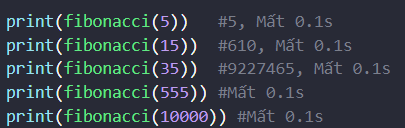 print(fibonacci(5))   #5, Mất 0.1s
print(fibonacci(15))  #610, Mất 0.1s
print(fibonacci(35))  #9227465, Mất 0.1s
print(fibonacci(555)) #Mất 0.1s
print(fibonacci(10000)) #Mất 0.1s